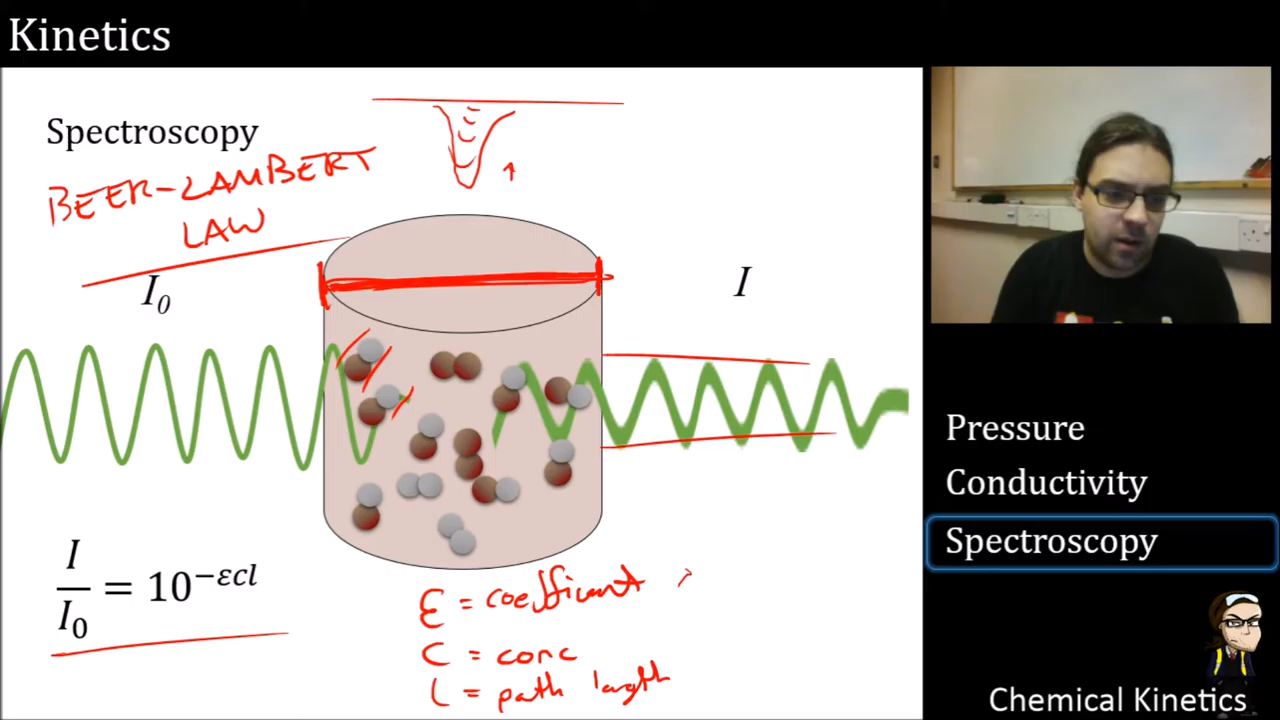 Kinetics
Spectroscopy
BEER-LAMBERT
LAW
I₀
I
I/I₀ = 10^−εcl
ε = coefficient
C = conc
l = path length
Pressure
Conductivity
Spectroscopy
Chemical Kinetics